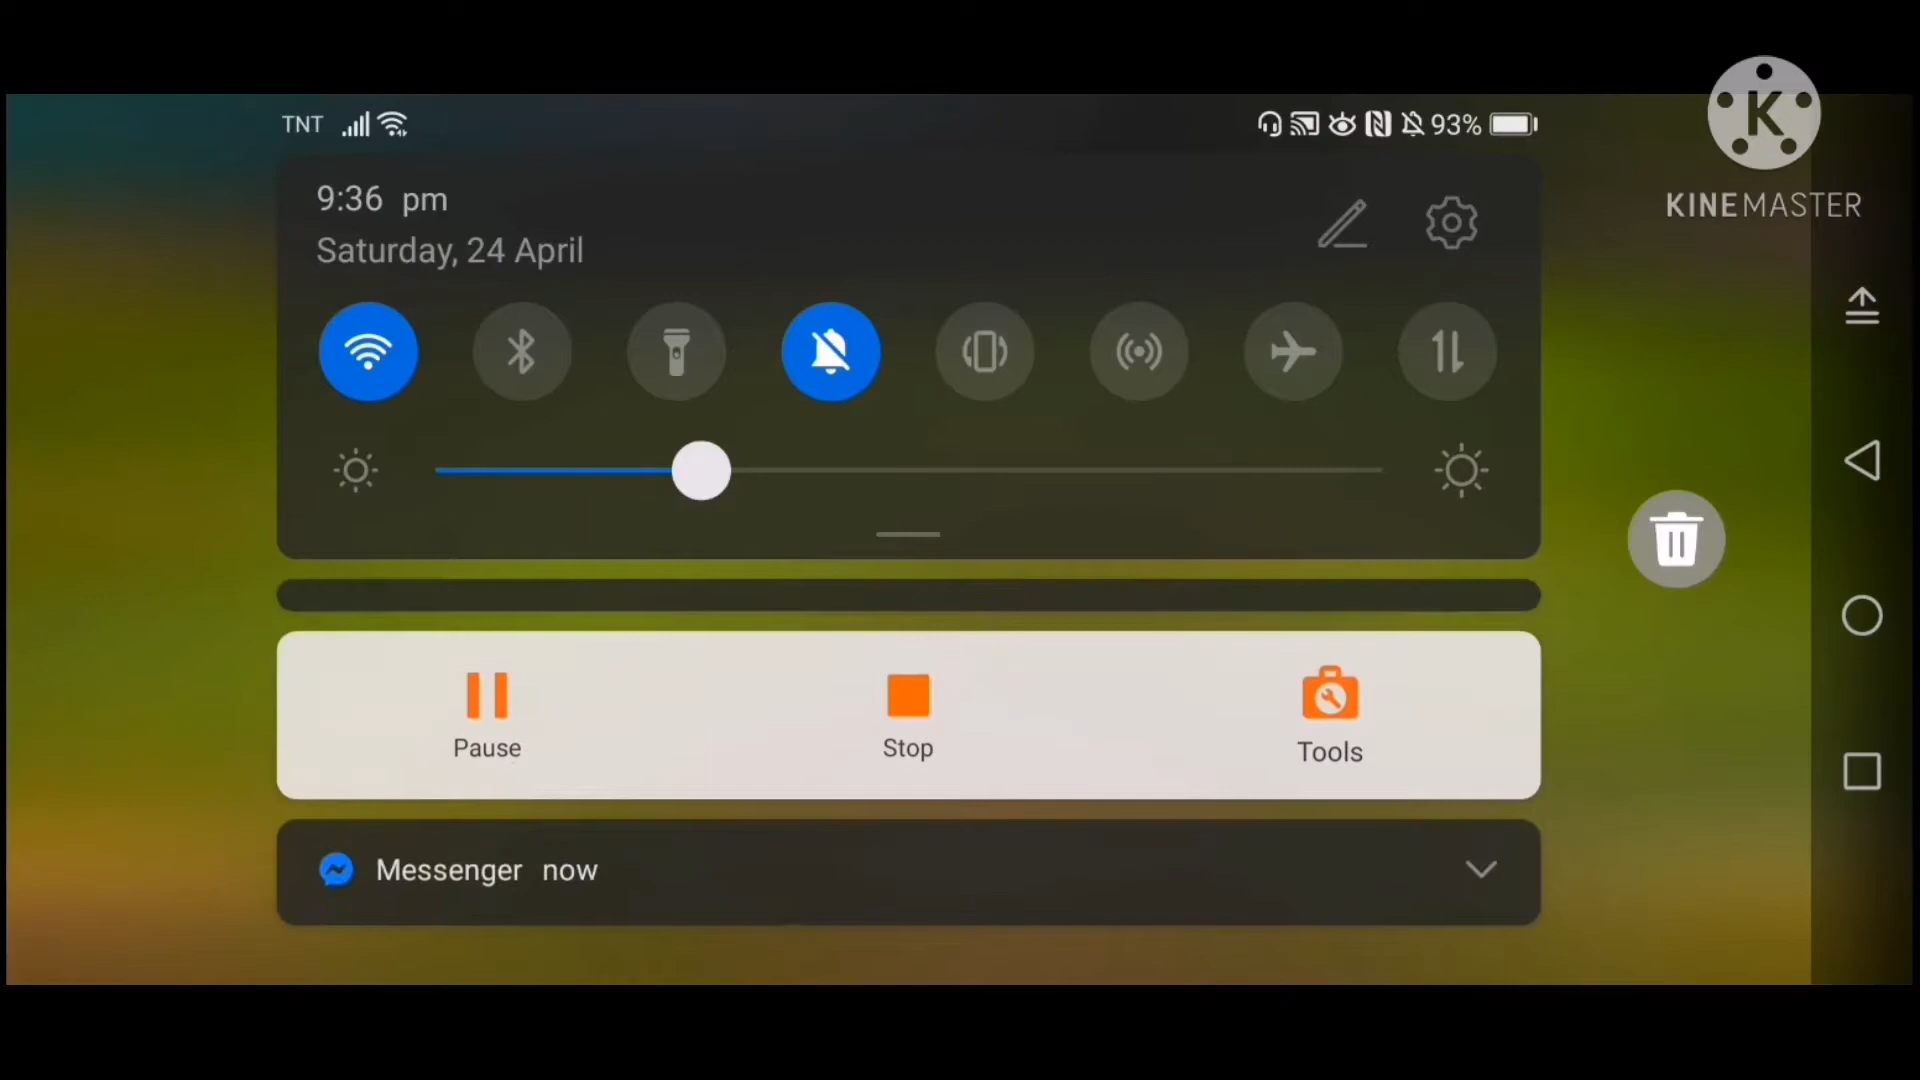 TNT
93%
K
KINEMASTER
9:36 pm
Saturday, 24 April
Pause
Stop
Tools
Messenger now